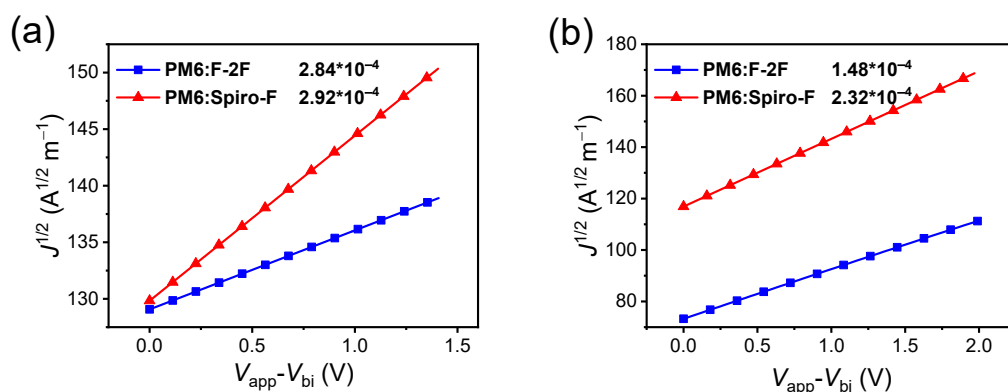 (a)
PM6:F-2F 2.84*10⁻⁴
PM6:Spiro-F 2.92*10⁻⁴
150
145
140
135
130
J^1/2 (A^1/2 m⁻¹)
0.0 0.5 1.0 1.5
V_app-V_bi (V)
(b)
PM6:F-2F 1.48*10⁻⁴
PM6:Spiro-F 2.32*10⁻⁴
180
160
140
120
100
80
J^1/2 (A^1/2 m⁻¹)
0.0 0.5 1.0 1.5 2.0
V_app-V_bi (V)